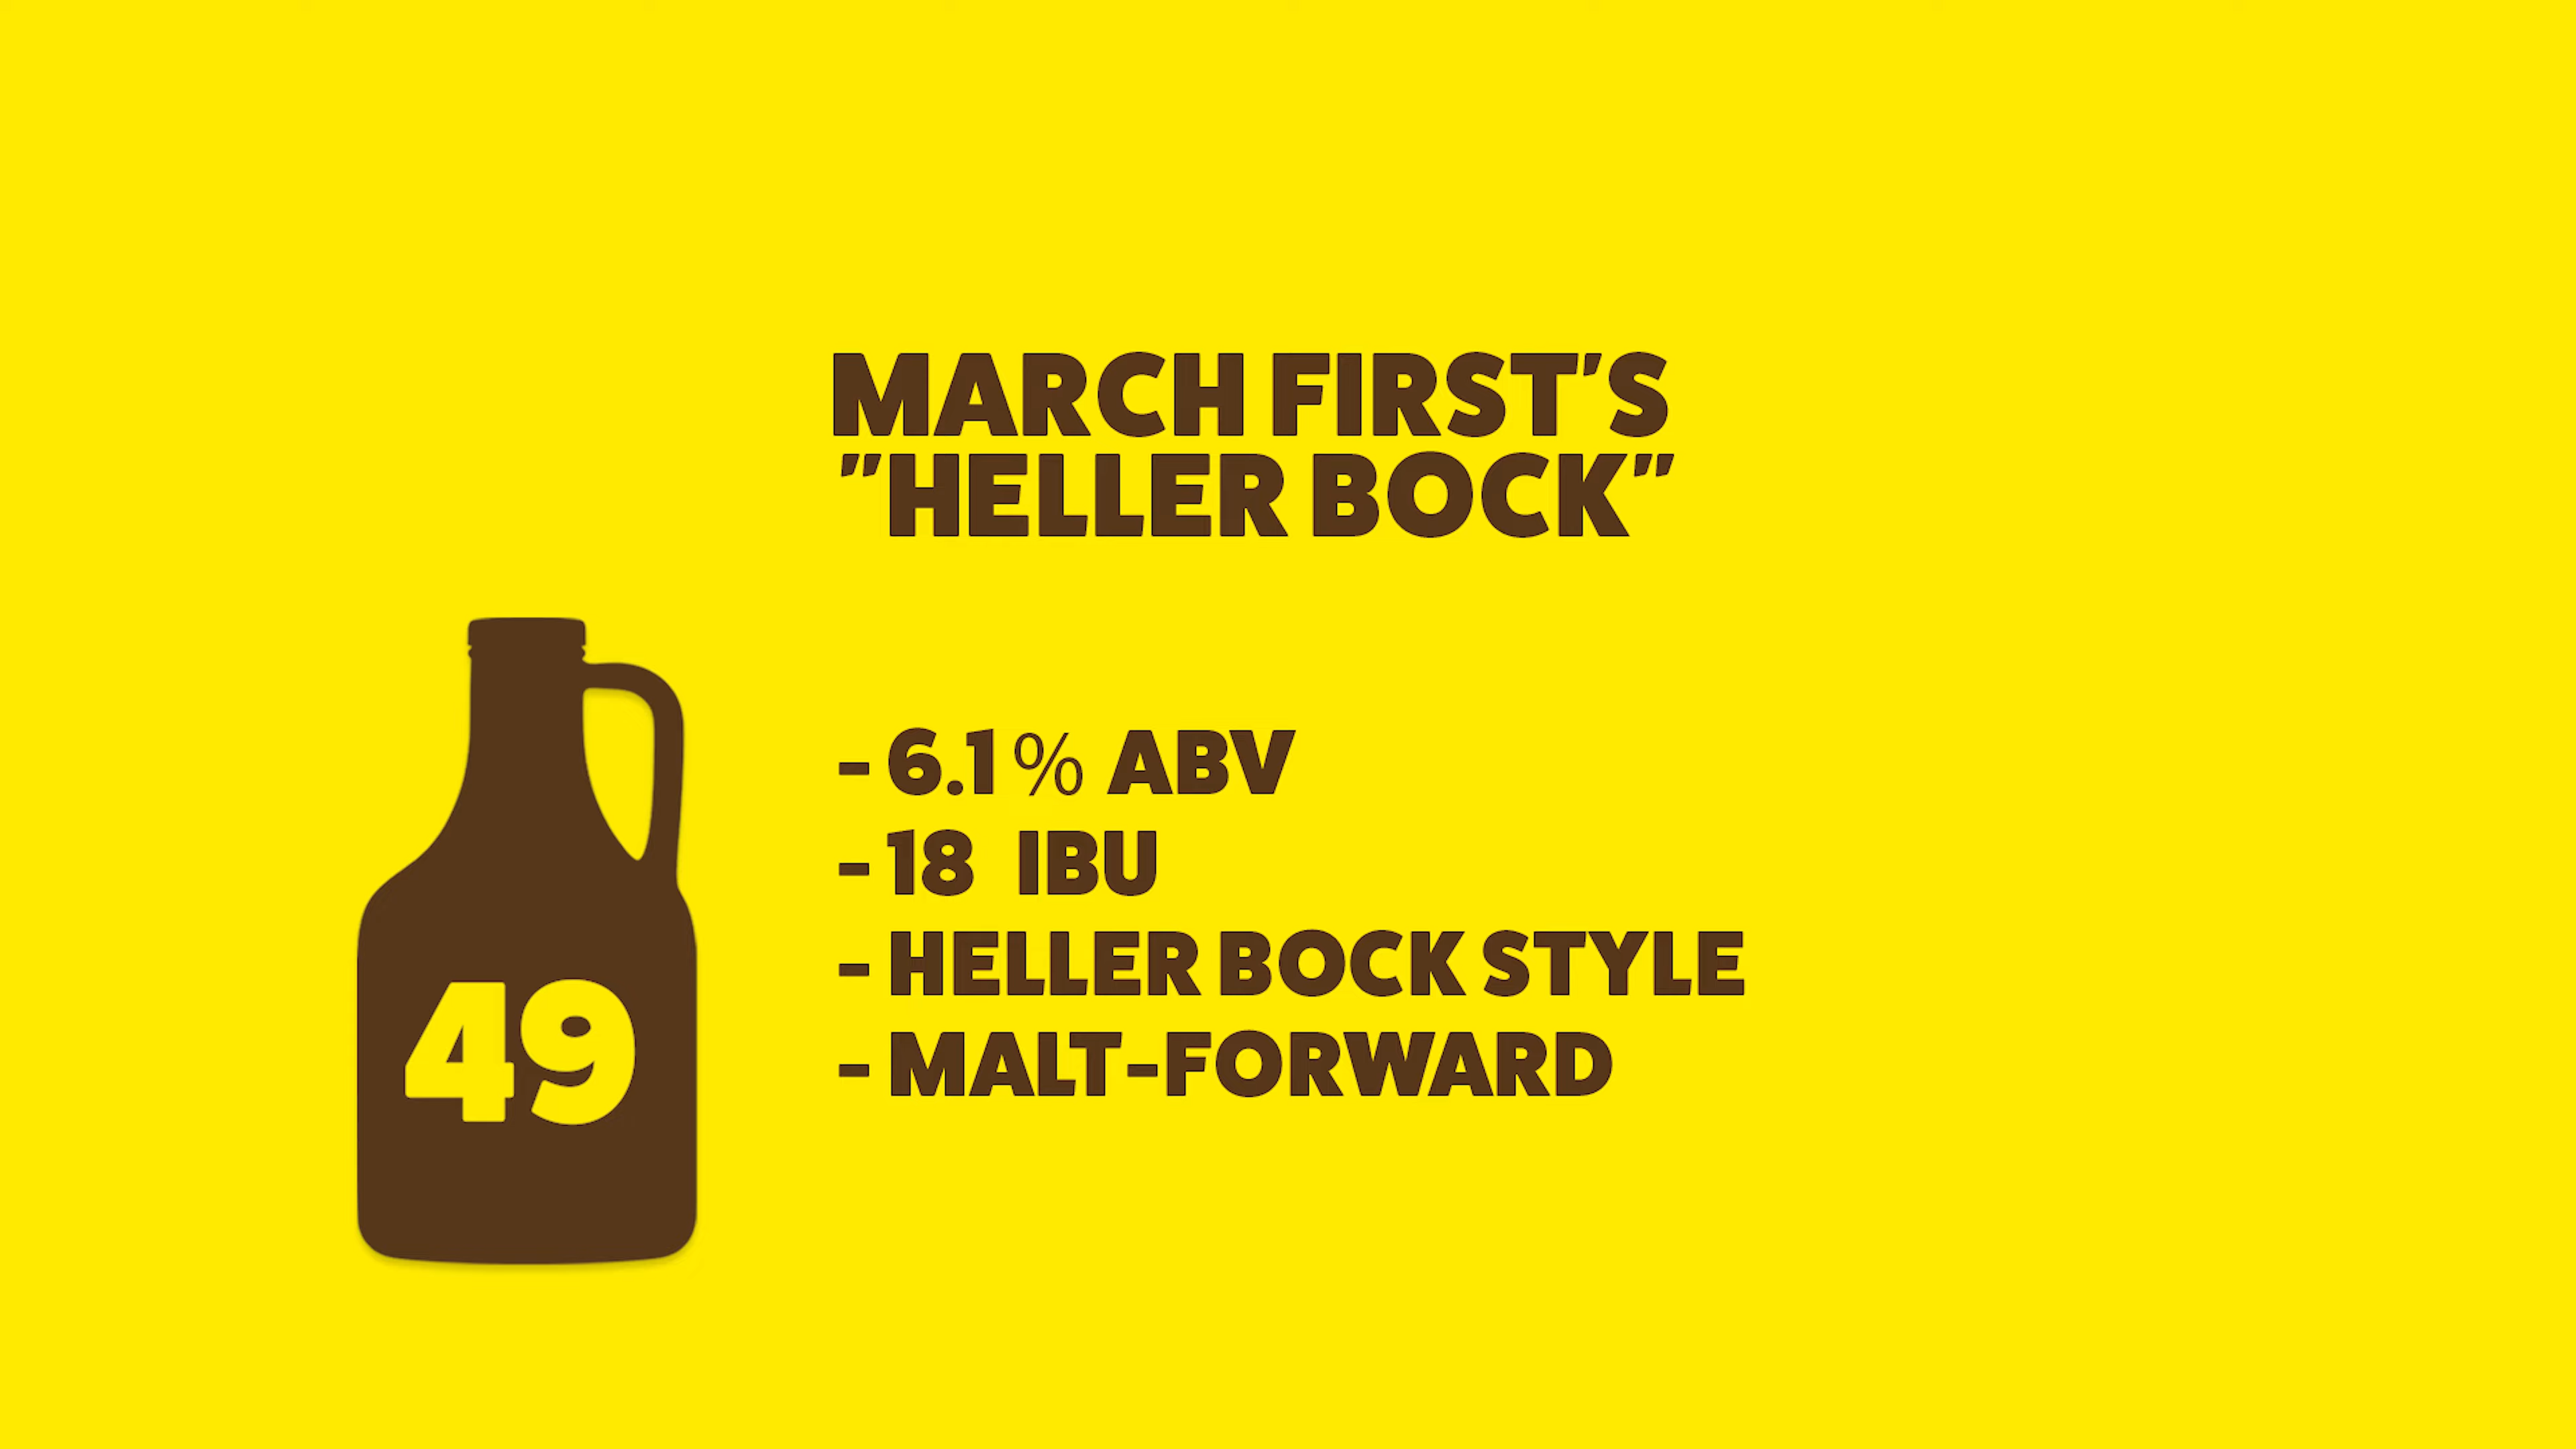 MARCH FIRST'S
"HELLER BOCK"
- 6.1% ABV
- 18 IBU
- HELLER BOCK STYLE
- MALT-FORWARD
49